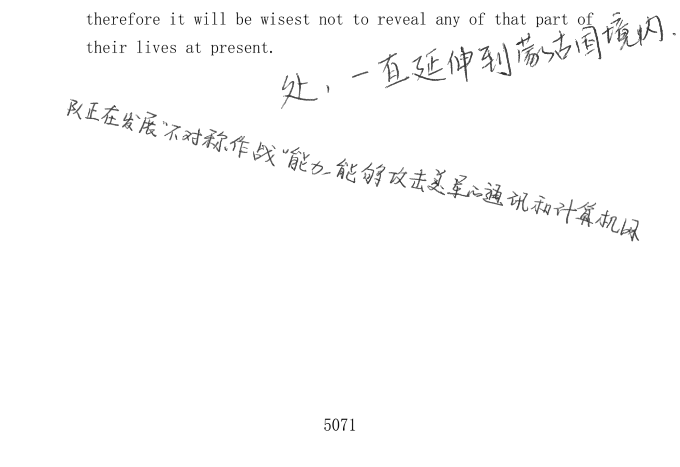 therefore it will be wisest not to reveal any of that part of
their lives at present.
处，一直延伸到蒙古国境内.
队正在发展“不对称作战”能力_能够攻击美军心通讯和计算机网
5071